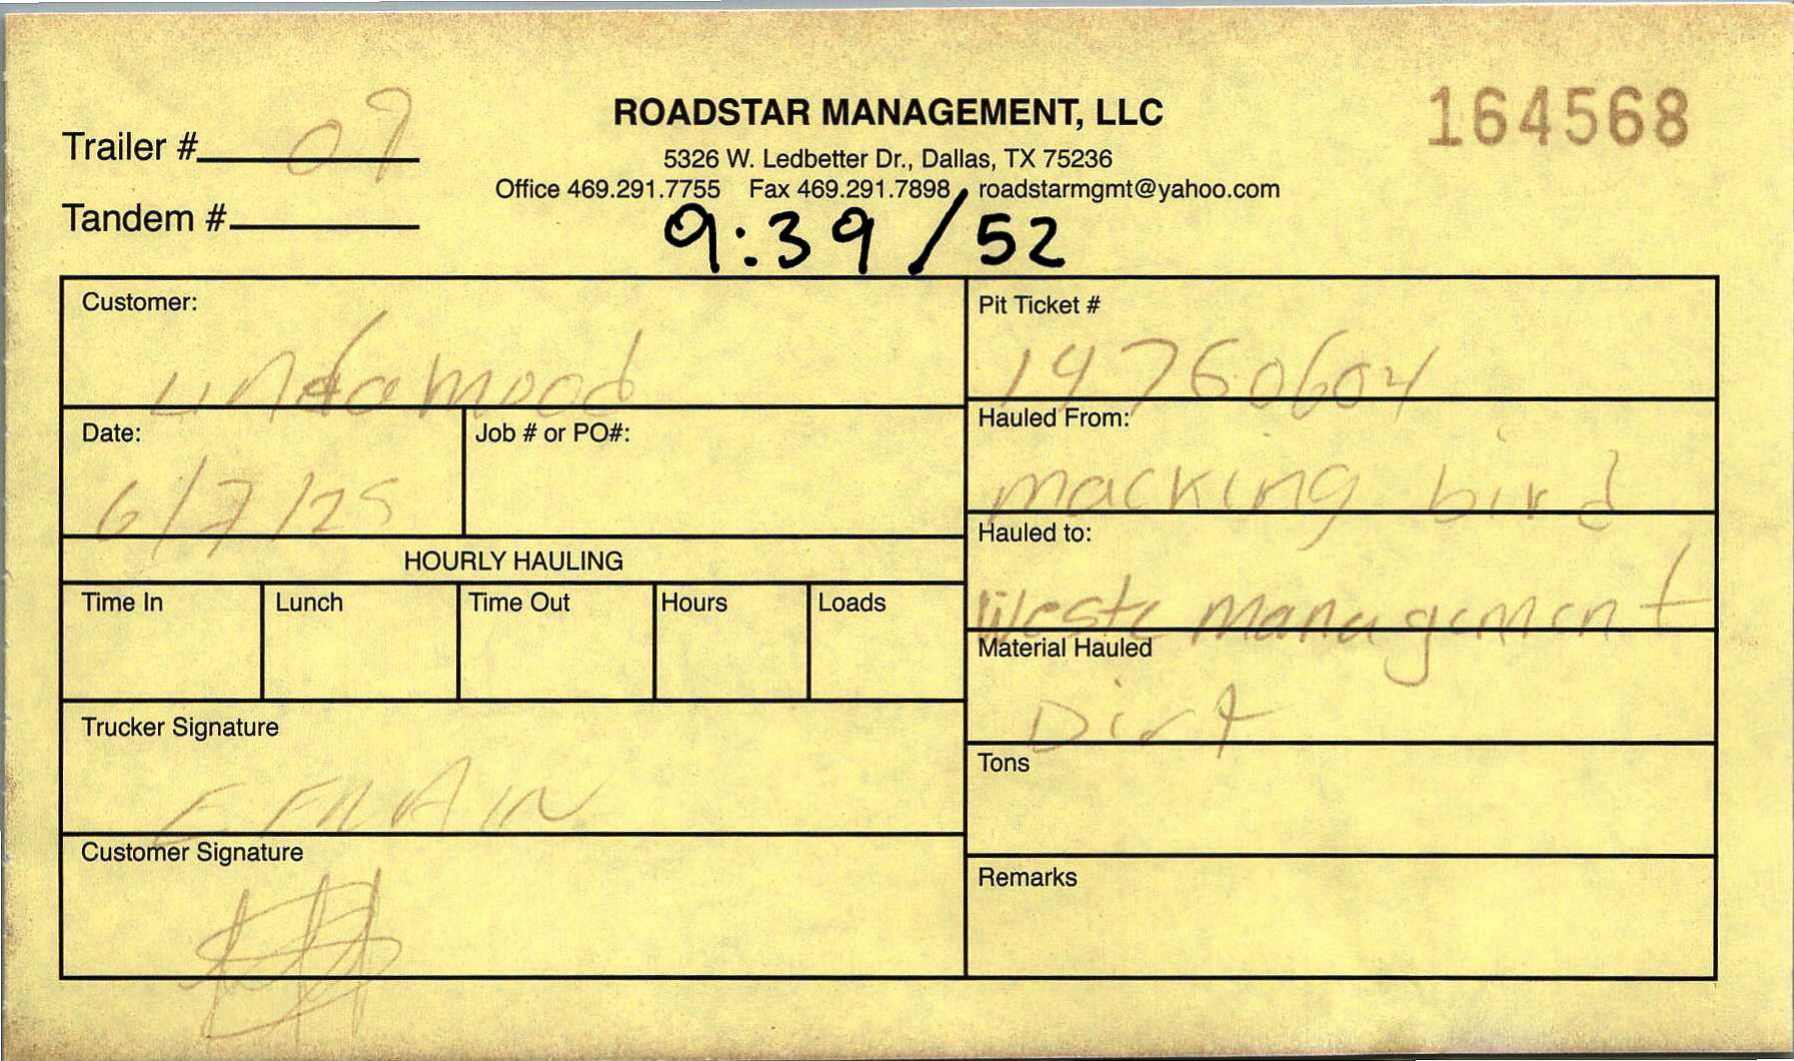 Trailer # 09
ROADSTAR MANAGEMENT, LLC
164568
5326 W. Ledbetter Dr., Dallas, TX 75236
Office 469.291.7755 Fax 469.291.7898 roadstarmgmt@yahoo.com
Tandem #
9:39 / 52
Customer:
Pit Ticket #
14760604
Hauled From:
macking bird
Date:
6/7/25
Job # or PO#:
Hauled to:
Weste management
HOURLY HAULING
Time In Lunch Time Out Hours Loads
Material Hauled
Dirt
Trucker Signature
EFRAIN
Tons
Customer Signature
Remarks